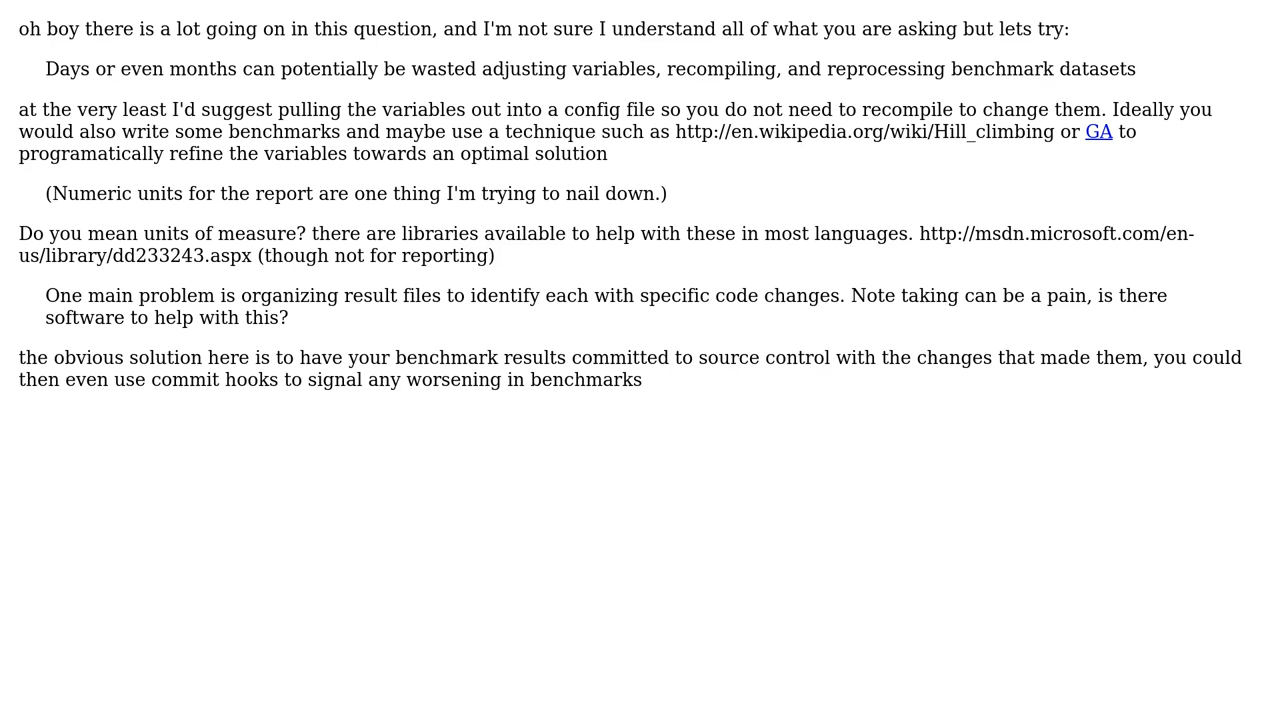 oh boy there is a lot going on in this question, and I'm not sure I understand all of what you are asking but lets try:
Days or even months can potentially be wasted adjusting variables, recompiling, and reprocessing benchmark datasets
at the very least I'd suggest pulling the variables out into a config file so you do not need to recompile to change them. Ideally you
would also write some benchmarks and maybe use a technique such as http://en.wikipedia.org/wiki/Hill_climbing or GA to
programatically refine the variables towards an optimal solution
(Numeric units for the report are one thing I'm trying to nail down.)
Do you mean units of measure? there are libraries available to help with these in most languages. http://msdn.microsoft.com/en-
us/library/dd233243.aspx (though not for reporting)
One main problem is organizing result files to identify each with specific code changes. Note taking can be a pain, is there
software to help with this?
the obvious solution here is to have your benchmark results committed to source control with the changes that made them, you could
then even use commit hooks to signal any worsening in benchmarks